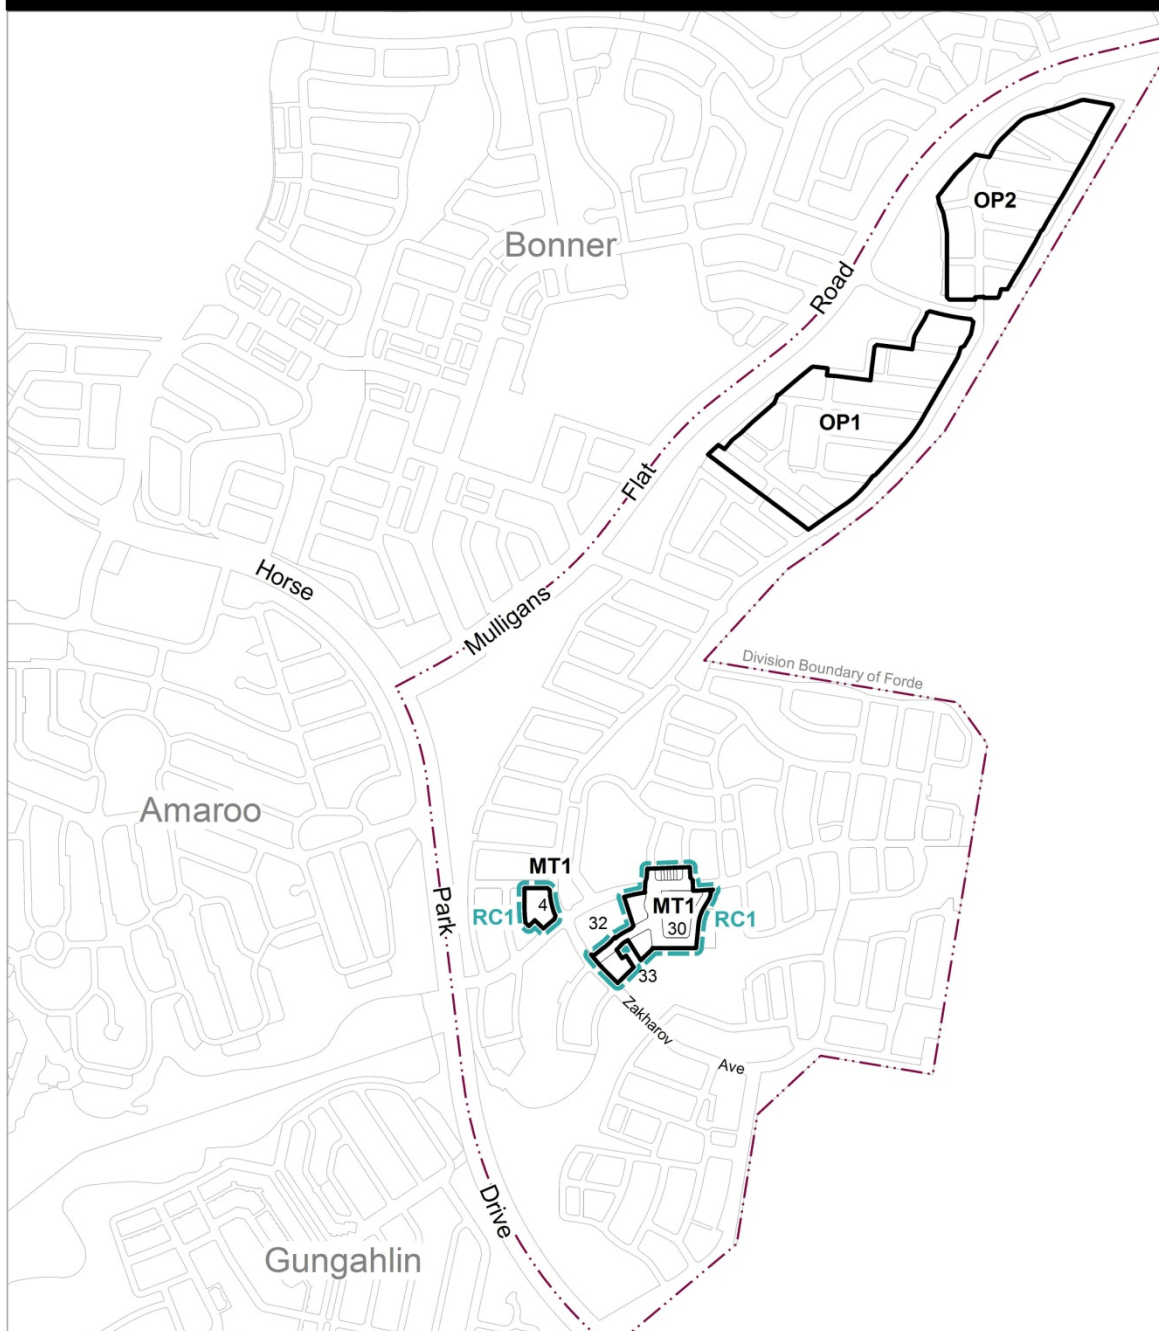 OP2
Bonner
Road
OP1
Flat
Horse
Mulligans
Division Boundary of Forde
Amaroo
MT1
Park
4
RC1
MT1
RC1
32
30
33
Zakharov
Ave
Drive
Gungahlin